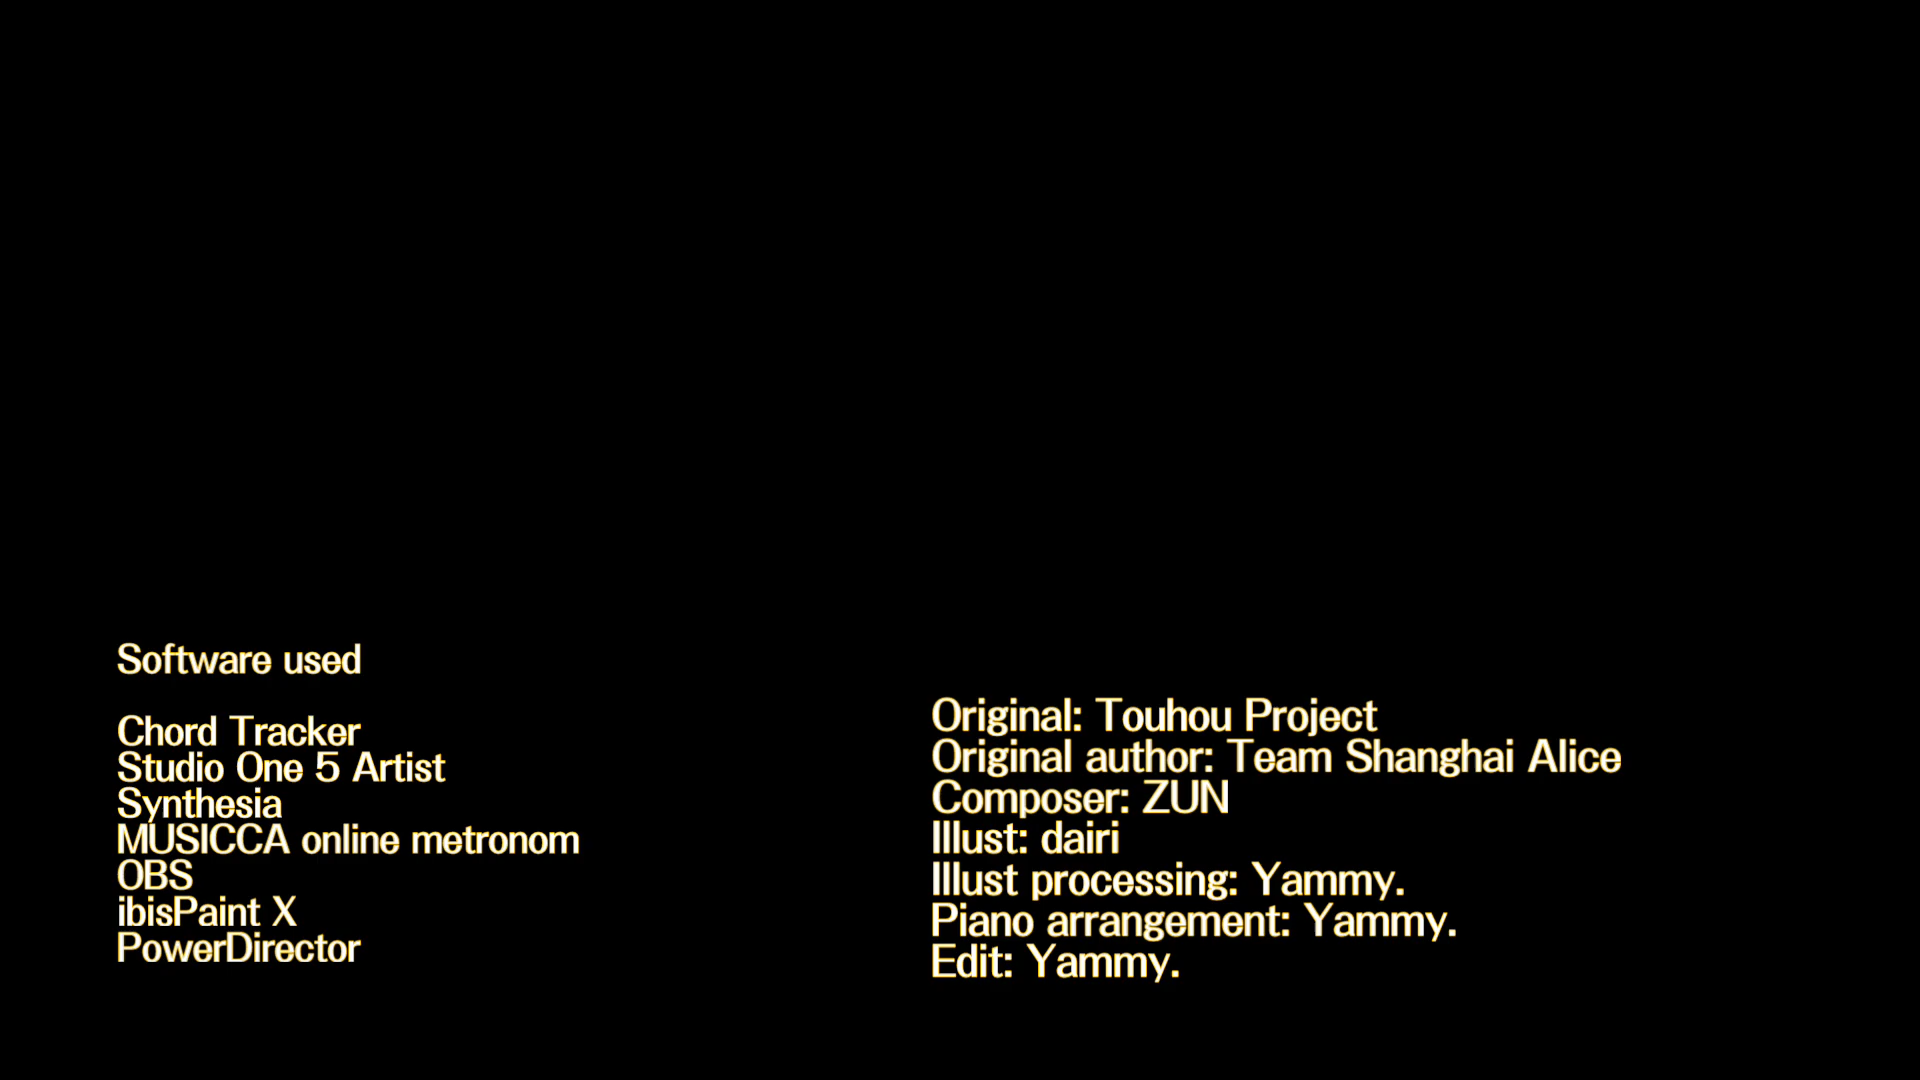 Software used
Chord Tracker
Studio One 5 Artist
Synthesia
MUSICCA online metronom
OBS
ibisPaint X
PowerDirector
Original: Touhou Project
Original author: Team Shanghai Alice
Composer: ZUN
Illust: dairi
Illust processing: Yammy.
Piano arrangement: Yammy.
Edit: Yammy.